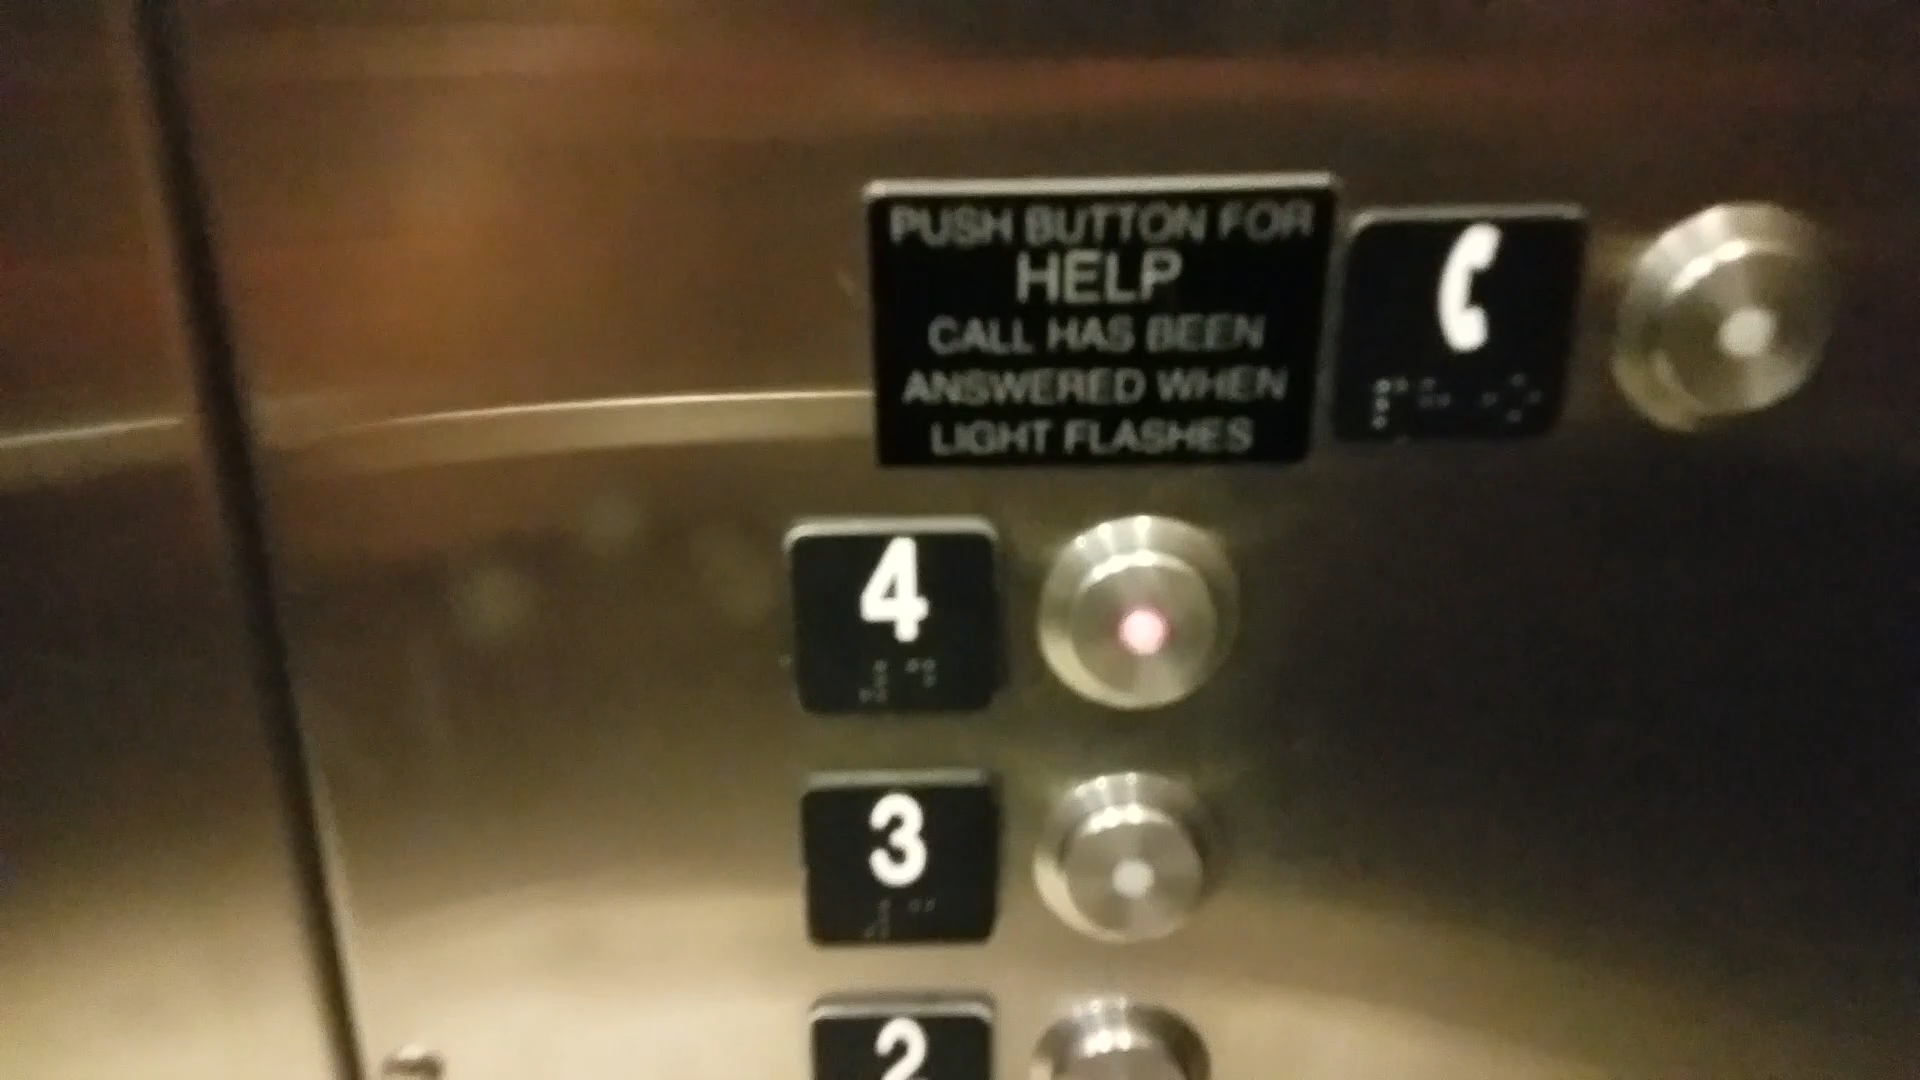 PUSH BUTTON FOR
HELP
CALL HAS BEEN
ANSWERED WHEN
LIGHT FLASHES
4
3
2